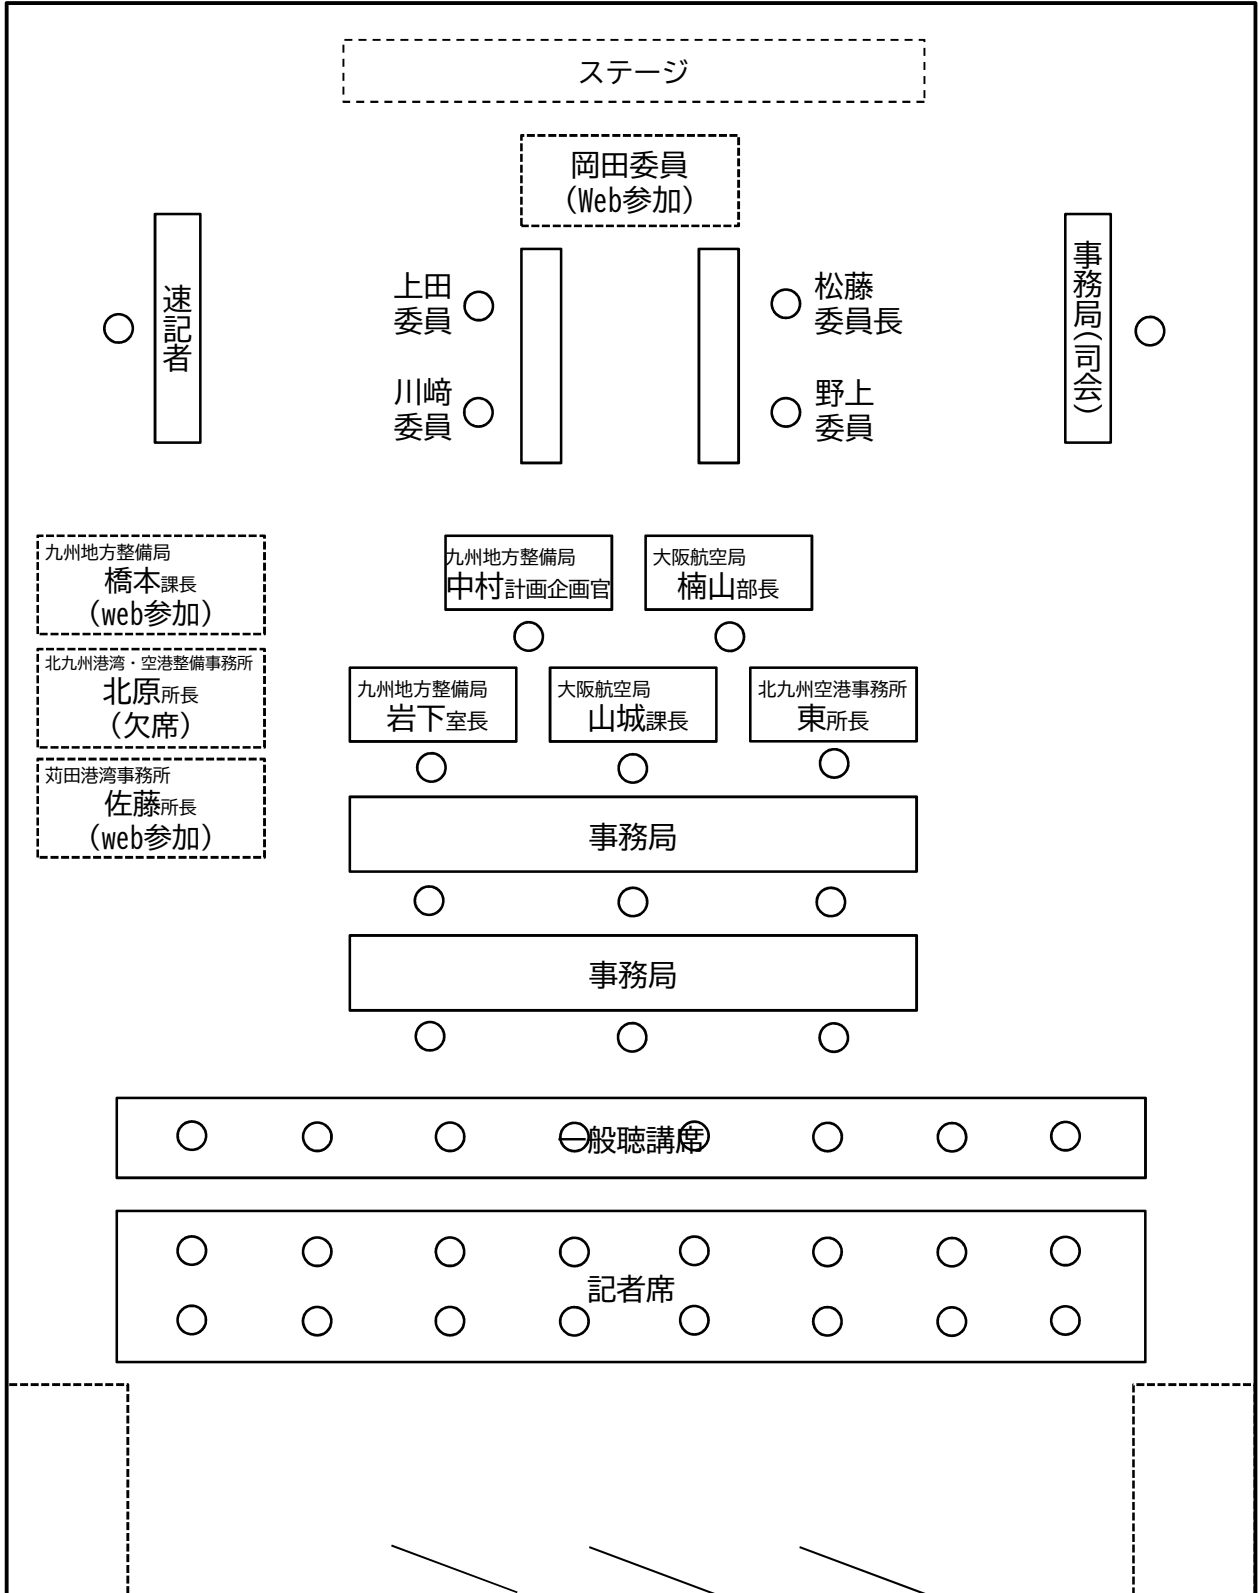 ステージ
岡田委員
（Web参加）
速記者
上田
委員
川﨑
委員
松藤
委員長
野上
委員
事務局（司会）
九州地方整備局
橋本課長
（web参加）
北九州港湾・空港整備事務所
北原所長
（欠席）
苅田港湾事務所
佐藤所長
（web参加）
九州地方整備局
中村計画企画官
大阪航空局
楠山部長
九州地方整備局
岩下室長
大阪航空局
山城課長
北九州空港事務所
東所長
事務局
事務局
一般聴講席
記者席